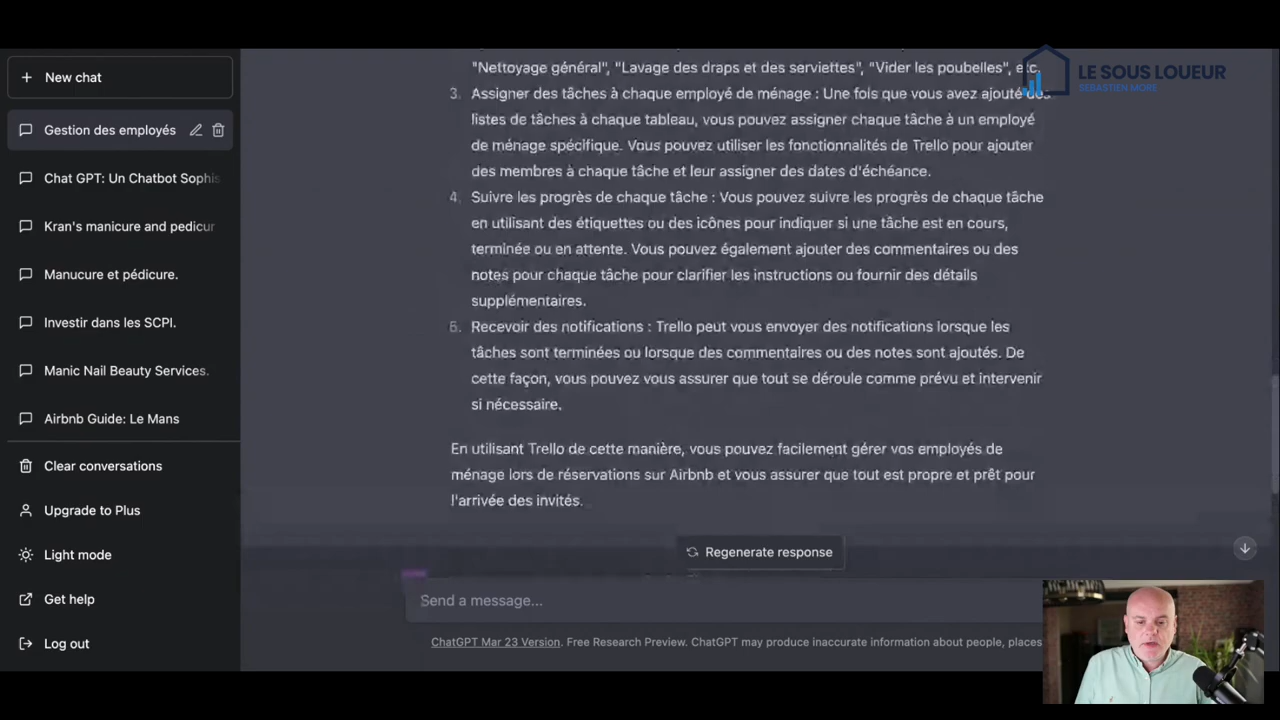 New chat
Gestion des employés
Chat GPT: Un Chatbot Sophis
Kran's manicure and pedicur
Manucure et pédicure.
Investir dans les SCPI.
Manic Nail Beauty Services.
Airbnb Guide: Le Mans
Clear conversations
Upgrade to Plus
Light mode
Get help
Log out
LE SOUS LOUEUR
SEBASTIEN MORE
"Nettoyage général", "Lavage des draps et des serviettes", "Vider les poubelles", etc.
3. Assigner des tâches à chaque employé de ménage : Une fois que vous avez ajouté des
listes de tâches à chaque tableau, vous pouvez assigner chaque tâche à un employé
de ménage spécifique. Vous pouvez utiliser les fonctionnalités de Trello pour ajouter
des membres à chaque tâche et leur assigner des dates d'échéance.
4. Suivre les progrès de chaque tâche : Vous pouvez suivre les progrès de chaque tâche
en utilisant des étiquettes ou des icônes pour indiquer si une tâche est en cours,
terminée ou en attente. Vous pouvez également ajouter des commentaires ou des
notes pour chaque tâche pour clarifier les instructions ou fournir des détails
supplémentaires.
5. Recevoir des notifications : Trello peut vous envoyer des notifications lorsque les
tâches sont terminées ou lorsque des commentaires ou des notes sont ajoutés. De
cette façon, vous pouvez vous assurer que tout se déroule comme prévu et intervenir
si nécessaire.
En utilisant Trello de cette manière, vous pouvez facilement gérer vos employés de
ménage lors de réservations sur Airbnb et vous assurer que tout est propre et prêt pour
l'arrivée des invités.
Regenerate response
Send a message...
ChatGPT Mar 23 Version. Free Research Preview. ChatGPT may produce inaccurate information about people, places